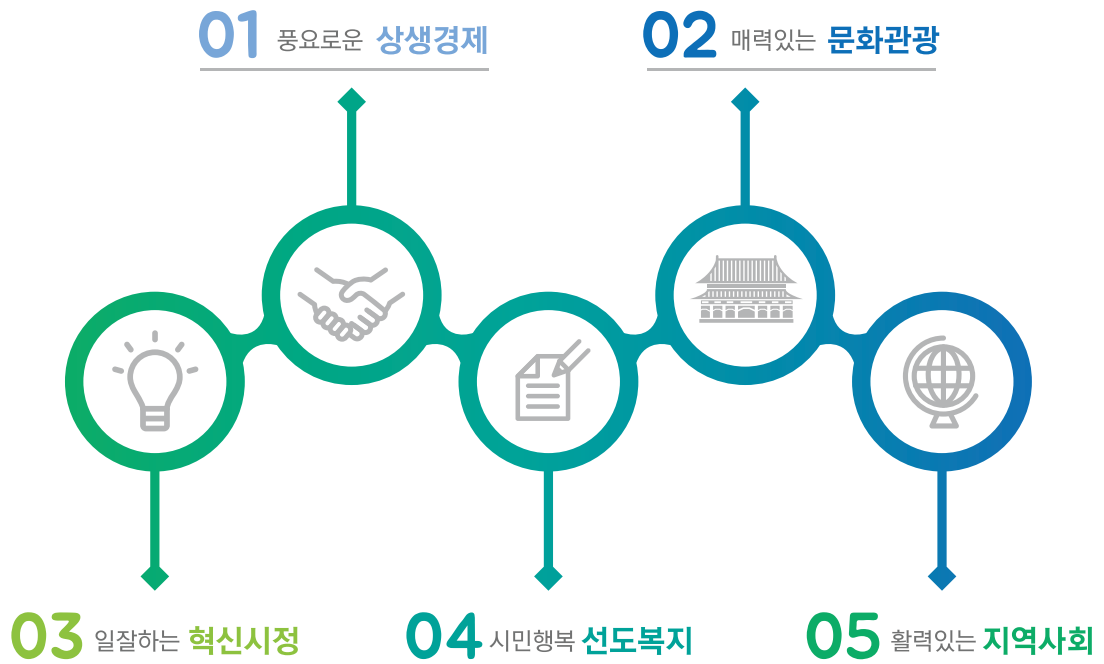 01 풍요로운 상생경제
02 매력있는 문화관광
03 일잘하는 혁신시정
04 시민행복 선도복지
05 활력있는 지역사회